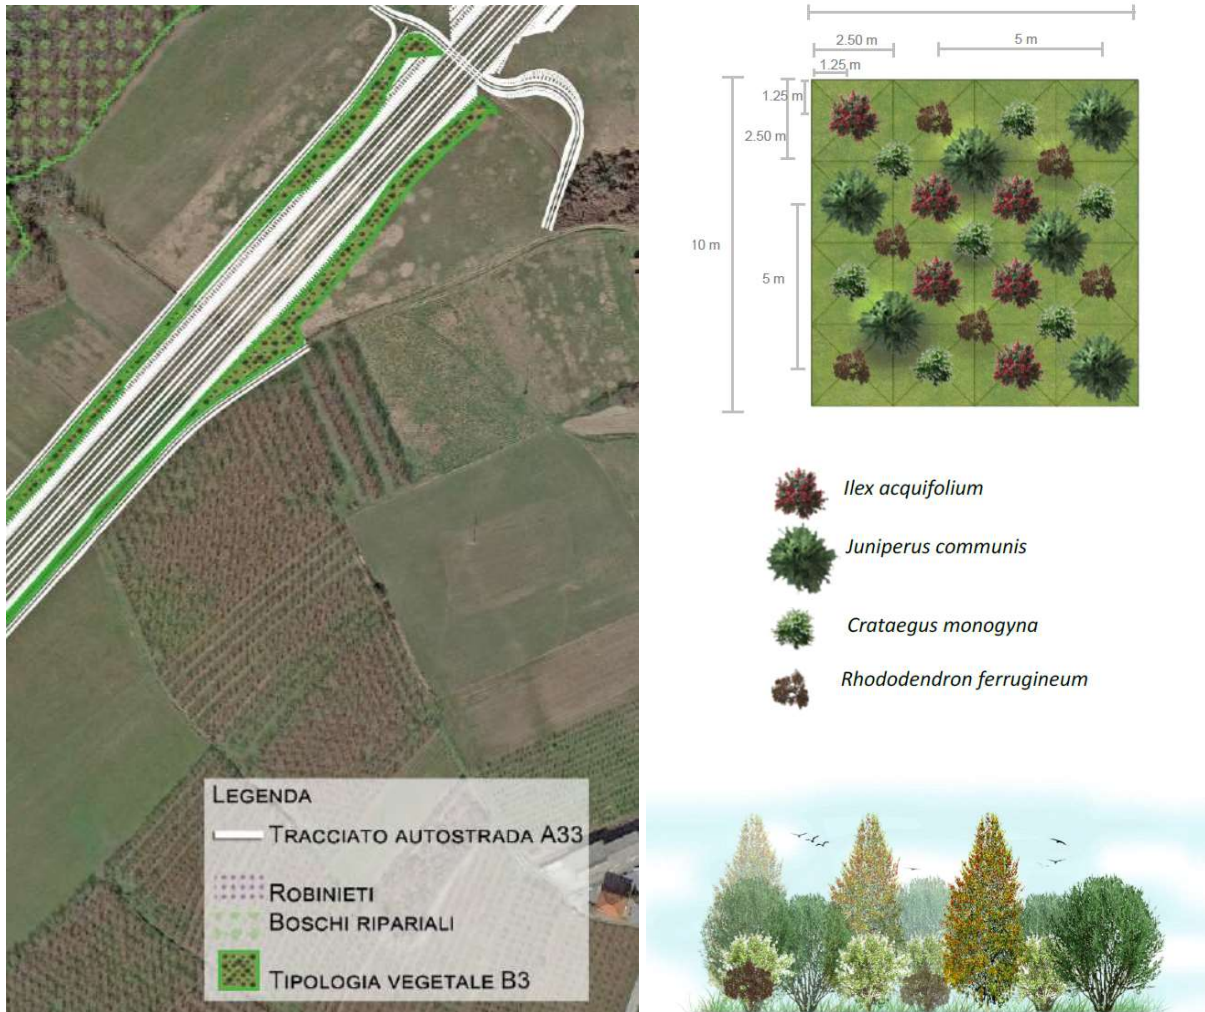 LEGENDA
TRACCIATO AUTOSTRADA A33
ROBINIETI
BOSCHI RIPARIALI
TIPOLOGIA VEGETALE B3
2.50 m
5 m
1.25 m
1.25 m
2.50 m
10 m
5 m
Ilex acquifolium
Juniperus communis
Crataegus monogyna
Rhododendron ferrugineum